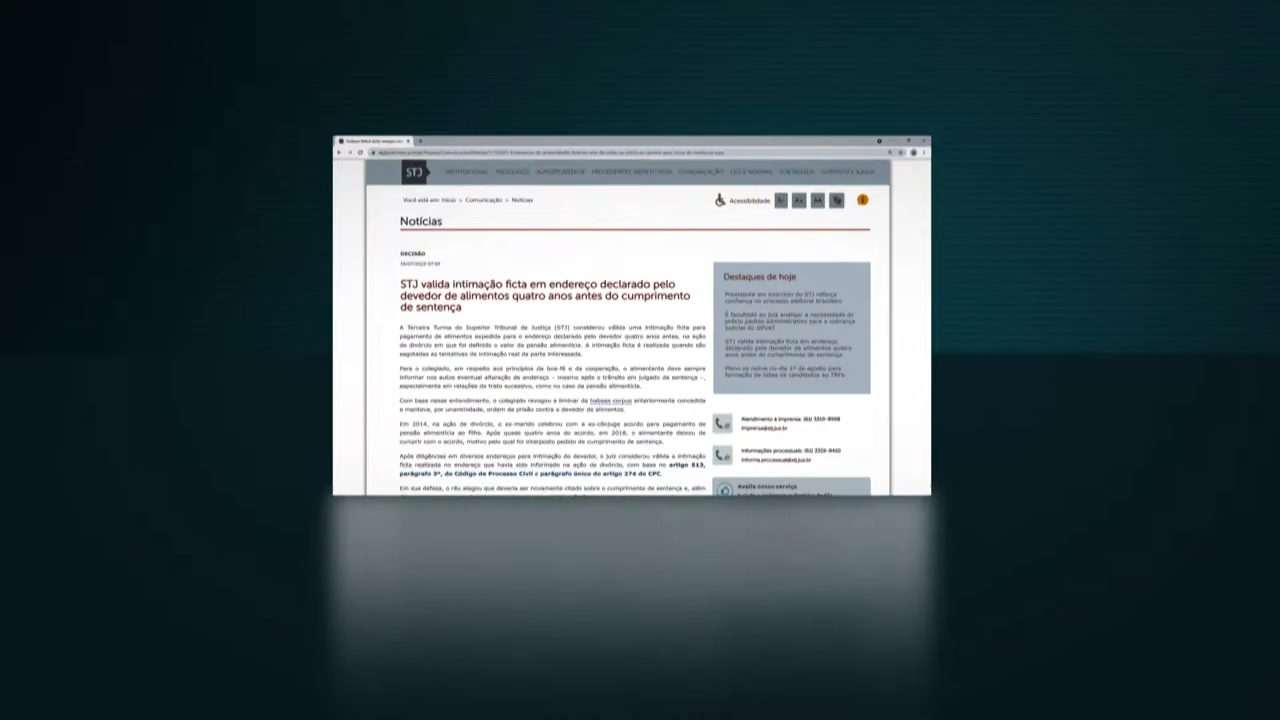 STJ
INSTITUCIONAL PROCESSOS JURISPRUDÊNCIA PRECEDENTES REPETITIVOS COMUNICAÇÃO LEIS E NORMAS SOB MEDIDA CONTATO E AJUDA
Você está em: Início > Comunicação > Notícias
Acessibilidade
Notícias
DECISÃO
STJ valida intimação ficta em endereço declarado pelo
devedor de alimentos quatro anos antes do cumprimento
de sentença
A Terceira Turma do Superior Tribunal de Justiça (STJ) considerou válida uma intimação ficta para
pagamento de alimentos expedida para o endereço declarado pelo devedor quatro anos antes, na ação
de divórcio em que foi definido o valor da pensão alimentícia. A intimação ficta é realizada quando são
esgotadas as tentativas de intimação real da parte interessada.
Para o colegiado, em respeito aos princípios da boa-fé e da cooperação, o alimentante deve sempre
informar nos autos eventual alteração de endereço – mesmo após o trânsito em julgado da sentença –,
especialmente em relações de trato sucessivo, como no caso da pensão alimentícia.
Com base nesse entendimento, o colegiado revogou a liminar de habeas corpus anteriormente concedida
e manteve, por unanimidade, ordem de prisão contra o devedor de alimentos.
Em 2014, na ação de divórcio, o ex-marido celebrou com a ex-cônjuge acordo para pagamento de
pensão alimentícia ao filho. Após quase quatro anos do acordo, em 2018, o alimentante deixou de
cumprir com o acordo, motivo pelo qual foi interposto pedido de cumprimento de sentença.
Após diligências em diversos endereços para intimação do devedor, o juiz considerou válida a intimação
ficta realizada no endereço que havia sido informado na ação de divórcio, com base no artigo 513,
parágrafo 3º, do Código de Processo Civil e parágrafo único do artigo 274 do CPC.
Em sua defesa, o réu alegou que deveria ser novamente citado sobre o cumprimento de sentença e, além
Destaques de hoje
Presidente em exercício do STJ reforça
confiança no processo eleitoral brasileiro
É facultado ao juiz analisar a necessidade de
prévio pedido administrativo para a cobrança
judicial do DPVAT
STJ valida intimação ficta em endereço
declarado pelo devedor de alimentos quatro
anos antes do cumprimento de sentença
Pleno se reúne no dia 1º de agosto para
formação de listas de candidatos ao TRFs
Atendimento à imprensa: (61) 3319-8598
imprensa@stj.jus.br
Informações processuais: (61) 3319-8410
informa.processual@stj.jus.br
Avalie nosso serviço